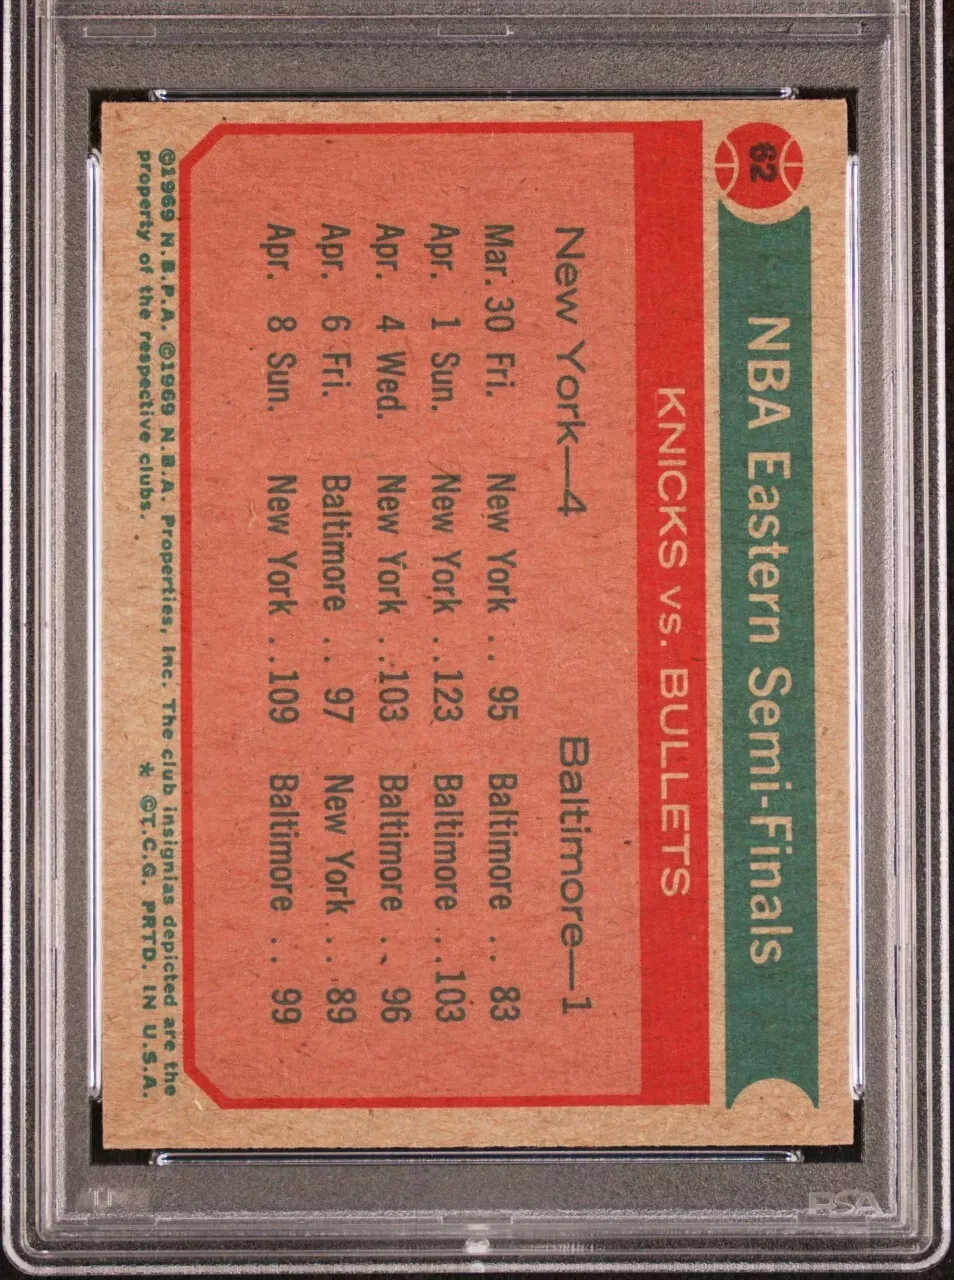 62
NBA Eastern Semi-Finals
KNICKS vs. BULLETS
New York—4 Baltimore—1
Mar. 30 Fri. New York . . 95 Baltimore . . 83
Apr. 1 Sun. New York . . 123 Baltimore . . 103
Apr. 4 Wed. New York . . 103 Baltimore . . 96
Apr. 6 Fri. Baltimore . . 97 New York . . 89
Apr. 8 Sun. New York . . 109 Baltimore . . 99
©1969 N.B.P.A. ©1969 N.B.A. Properties, Inc. The club insignias depicted are the
property of the respective clubs. * ©T.C.G. PRTD. IN U.S.A.
PSA